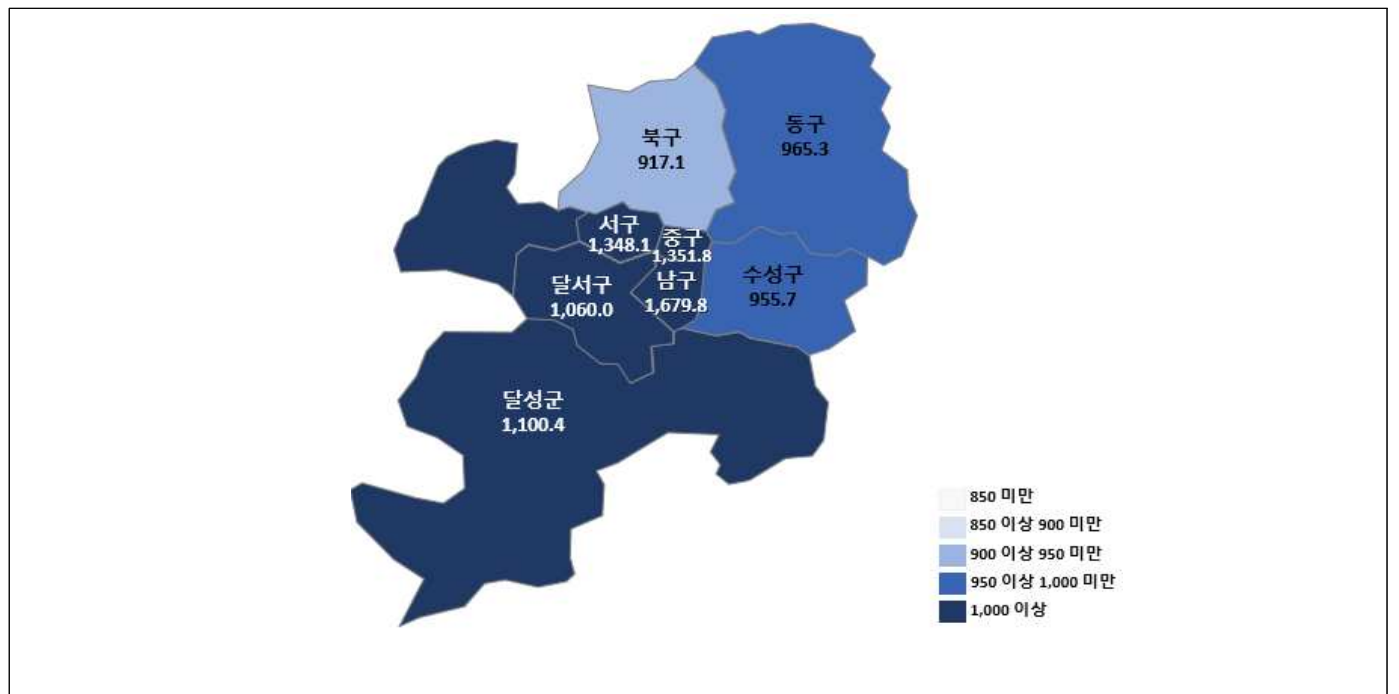 동구
965.3
북구
917.1
서구
1,348.1
중구
1,351.8
수성구
955.7
달서구
1,060.0
남구
1,679.8
달성군
1,100.4
850 미만
850 이상 900 미만
900 이상 950 미만
950 이상 1,000 미만
1,000 이상